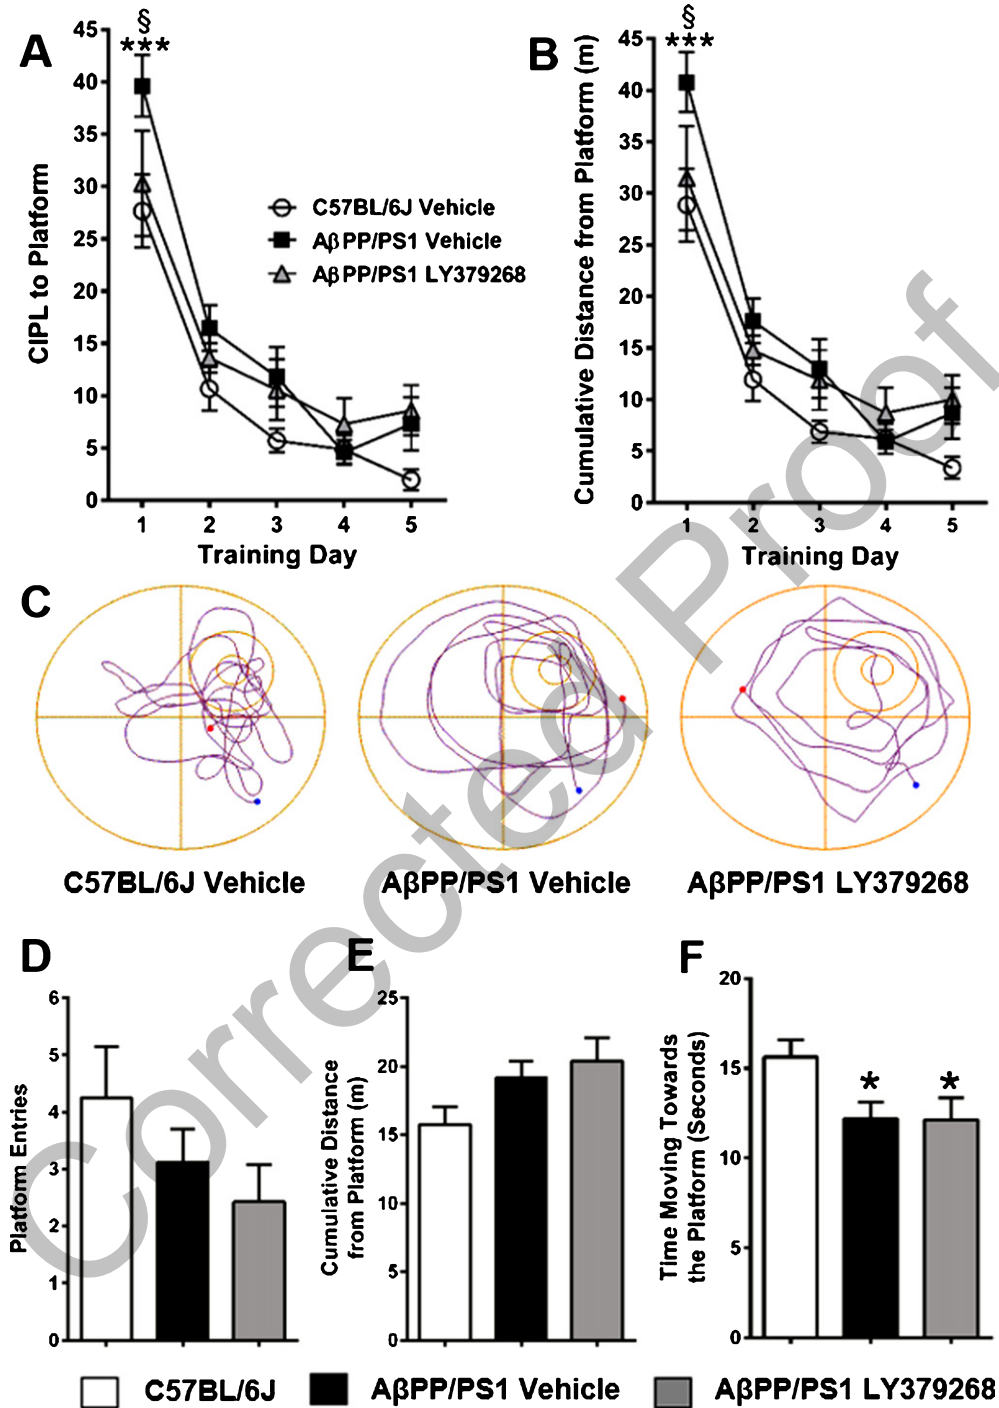 A
§
***
CIPL to Platform
45
40
35
30
25
20
15
10
5
0
1 2 3 4 5
Training Day
C57BL/6J Vehicle
AβPP/PS1 Vehicle
AβPP/PS1 LY379268
B
§
***
Cumulative Distance from Platform (m)
45
40
35
30
25
20
15
10
5
0
1 2 3 4 5
Training Day
C
C57BL/6J Vehicle
AβPP/PS1 Vehicle
AβPP/PS1 LY379268
D
Platform Entries
6
5
4
3
2
1
0
E
Cumulative Distance
from Platform (m)
25
20
15
10
5
0
F
Time Moving Towards
the Platform (Seconds)
20
15
10
5
0
* *
C57BL/6J
AβPP/PS1 Vehicle
AβPP/PS1 LY379268
Corrected Proof